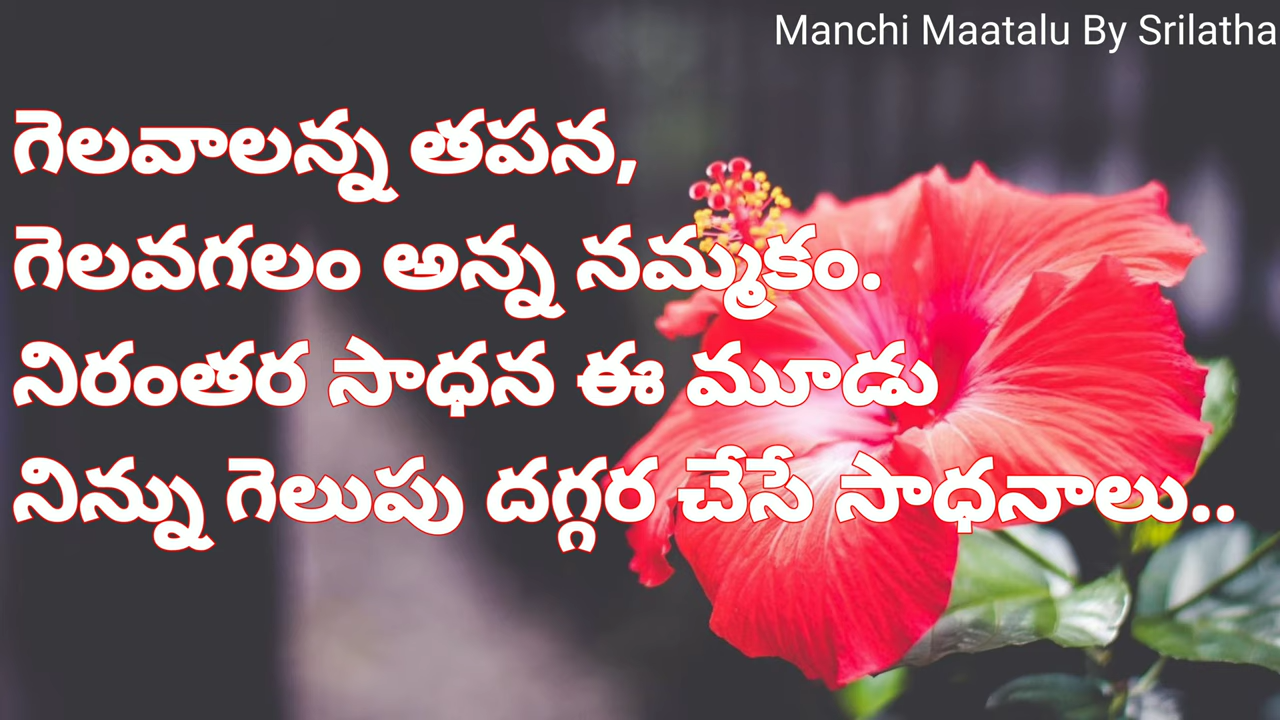 Manchi Maatalu By Srilatha
గెలవాలన్న తపన,
గెలవగలం అన్న నమ్మకం.
నిరంతర సాధన ఈ మూడు
నిన్ను గెలుపు దగ్గర చేసే సాధనాలు..